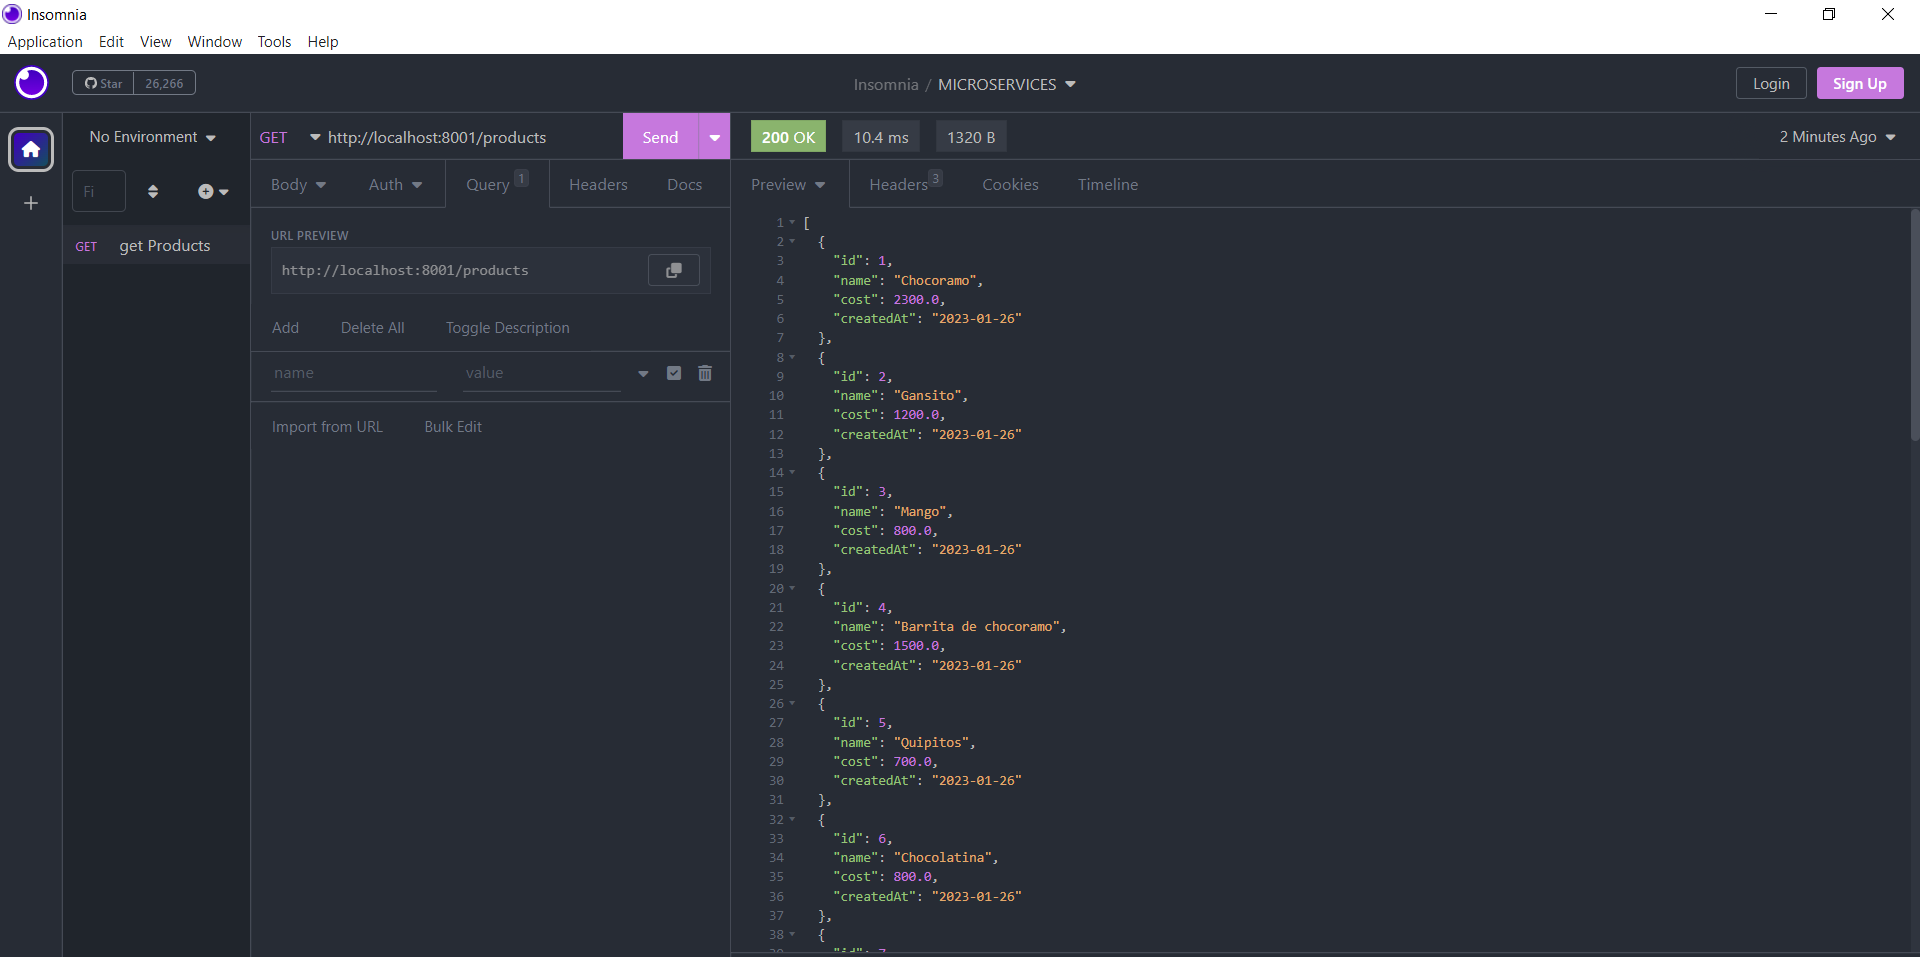 Insomnia
Application Edit View Window Tools Help
Star 26,266
Insomnia / MICROSERVICES
Login Sign Up
No Environment
GET http://localhost:8001/products Send
200 OK 10.4 ms 1320 B
2 Minutes Ago
Fi
GET get Products
Body Auth Query 1 Headers Docs
URL PREVIEW
http://localhost:8001/products
Add Delete All Toggle Description
name value
Import from URL Bulk Edit
Preview Headers 3 Cookies Timeline
1 [
2 {
3 "id": 1,
4 "name": "Chocoramo",
5 "cost": 2300.0,
6 "createdAt": "2023-01-26"
7 },
8 {
9 "id": 2,
10 "name": "Gansito",
11 "cost": 1200.0,
12 "createdAt": "2023-01-26"
13 },
14 {
15 "id": 3,
16 "name": "Mango",
17 "cost": 800.0,
18 "createdAt": "2023-01-26"
19 },
20 {
21 "id": 4,
22 "name": "Barrita de chocoramo",
23 "cost": 1500.0,
24 "createdAt": "2023-01-26"
25 },
26 {
27 "id": 5,
28 "name": "Quipitos",
29 "cost": 700.0,
30 "createdAt": "2023-01-26"
31 },
32 {
33 "id": 6,
34 "name": "Chocolatina",
35 "cost": 800.0,
36 "createdAt": "2023-01-26"
37 },
38 {